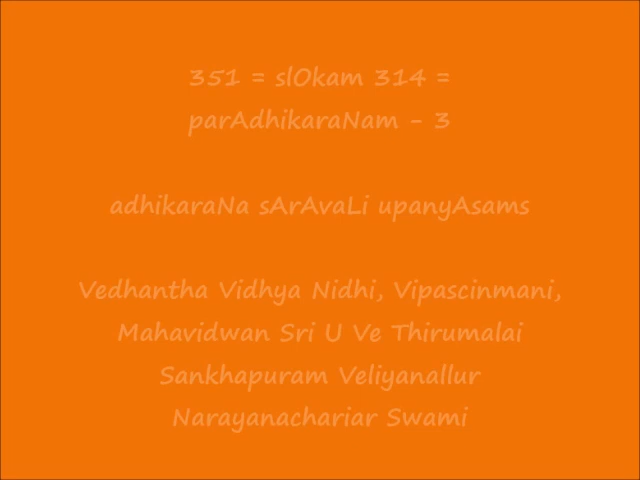 351 = slOkam 314 =
parAdhikaraNam - 3
adhikaraNa sArAvaLi upanyAsams
Vedhantha Vidhya Nidhi, Vipascinmani,
Mahavidwan Sri U Ve Thirumalai
Sankhapuram Veliyanallur
Narayanachariar Swami